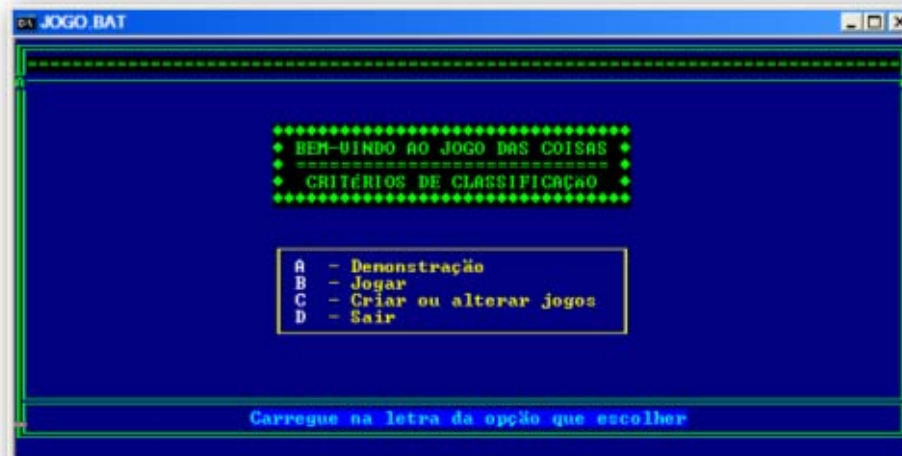 JOGO.BAT
BEM-VINDO AO JOGO DAS COISAS
CRITÉRIOS DE CLASSIFICAÇÃO
A - Demonstração
B - Jogar
C - Criar ou alterar jogos
D - Sair
Carregue na letra da opção que escolher